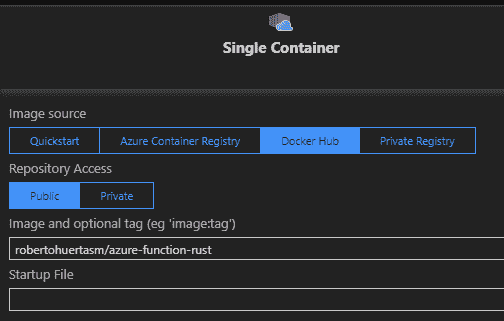 Single Container
Image source
Quickstart Azure Container Registry Docker Hub Private Registry
Repository Access
Public Private
Image and optional tag (eg 'image:tag')
robertohuertasm/azure-function-rust
Startup File